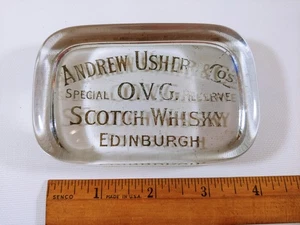 ANDREW USHER & Co's
SPECIAL O.V.G. RESERVE
SCOTCH WHISKY
EDINBURGH
1 2 3 4
SENCO MADE IN U.S.A.